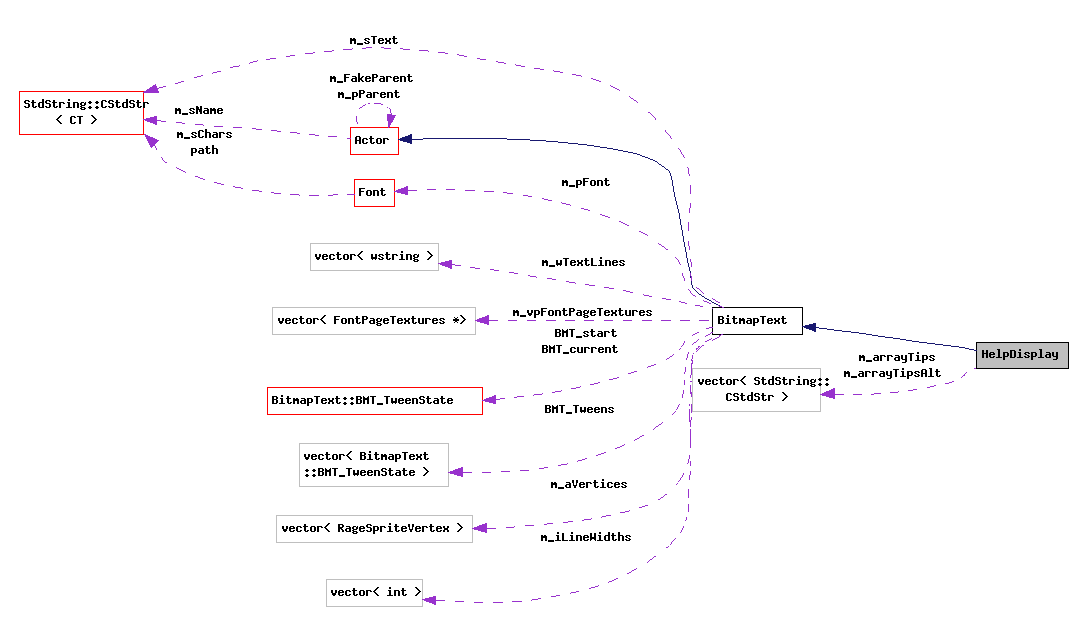 m_sText
m_FakeParent
m_pParent
StdString::CStdStr
< CT >
m_sName
m_sChars
path
Actor
m_pFont
Font
vector< wstring >
m_wTextLines
m_vpFontPageTextures
vector< FontPageTextures *>
BitmapText
BMT_start
BMT_current
HelpDisplay
m_arrayTips
m_arrayTipsAlt
vector< StdString::
CStdStr >
BitmapText::BMT_TweenState
BMT_Tweens
vector< BitmapText
::BMT_TweenState >
m_aVertices
vector< RageSpriteVertex >
m_iLineWidths
vector< int >